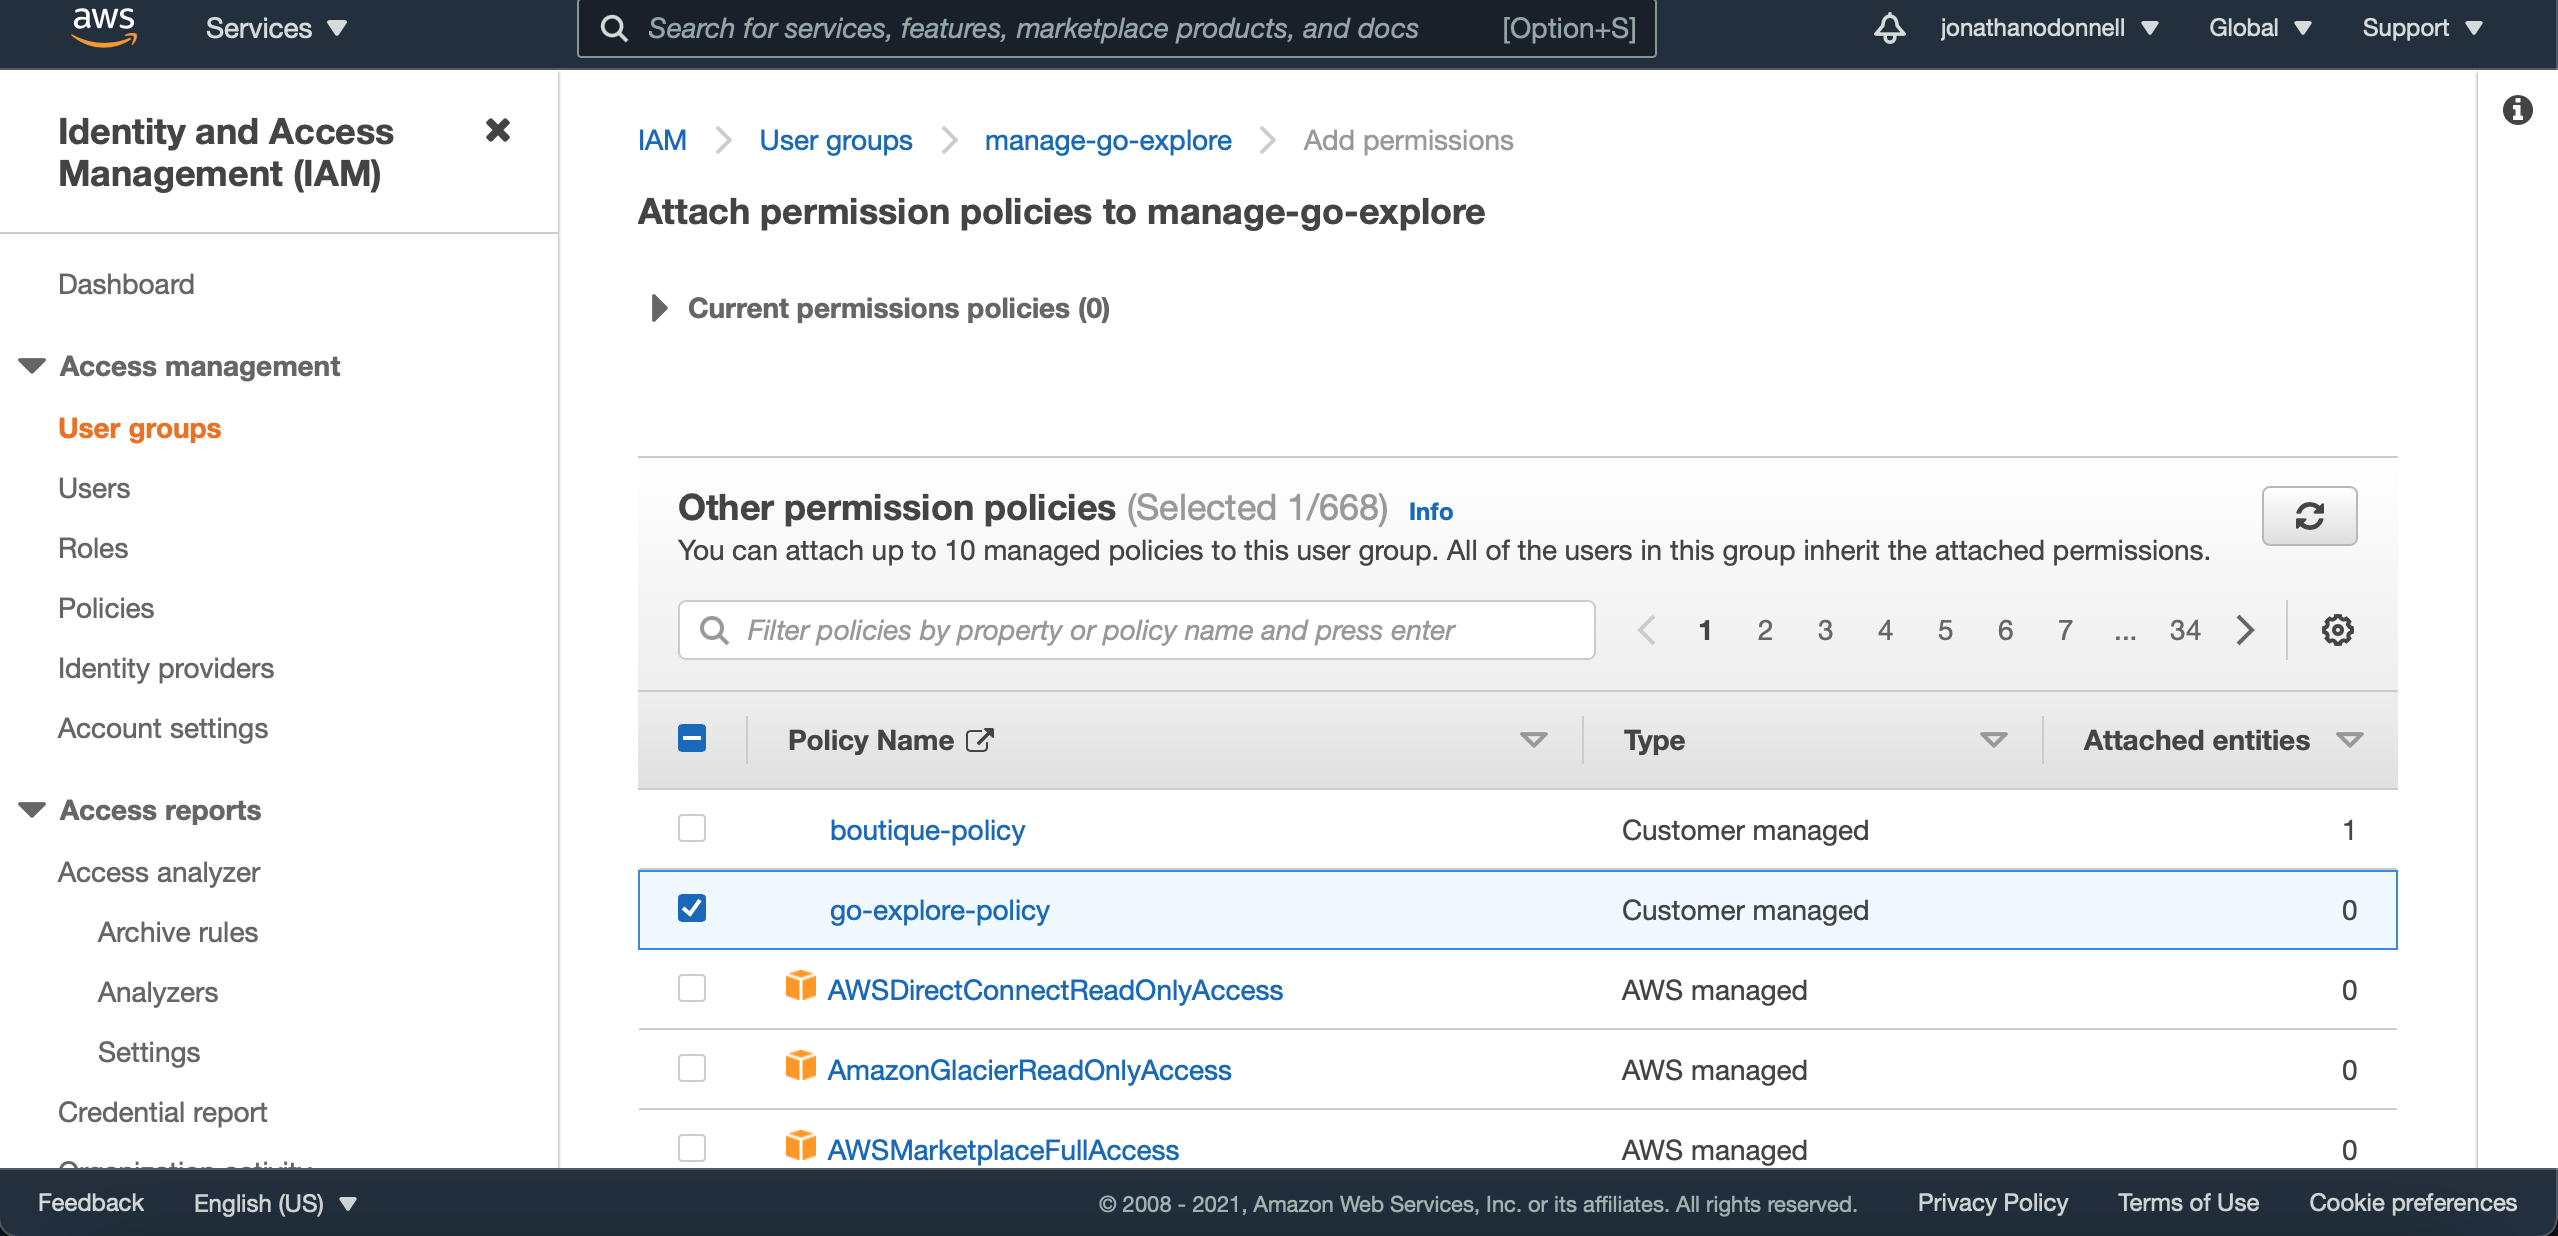 aws
Services
Search for services, features, marketplace products, and docs [Option+S]
jonathanodonnell
Global
Support
Identity and Access
Management (IAM)
Dashboard
Access management
User groups
Users
Roles
Policies
Identity providers
Account settings
Access reports
Access analyzer
Archive rules
Analyzers
Settings
Credential report
Organization activity
IAM User groups manage-go-explore Add permissions
Attach permission policies to manage-go-explore
Current permissions policies (0)
Other permission policies (Selected 1/668) Info
You can attach up to 10 managed policies to this user group. All of the users in this group inherit the attached permissions.
Filter policies by property or policy name and press enter
1 2 3 4 5 6 7 ... 34
Policy Name Type Attached entities
boutique-policy Customer managed 1
go-explore-policy Customer managed 0
AWSDirectConnectReadOnlyAccess AWS managed 0
AmazonGlacierReadOnlyAccess AWS managed 0
AWSMarketplaceFullAccess AWS managed 0
Feedback English (US) © 2008 - 2021, Amazon Web Services, Inc. or its affiliates. All rights reserved. Privacy Policy Terms of Use Cookie preferences